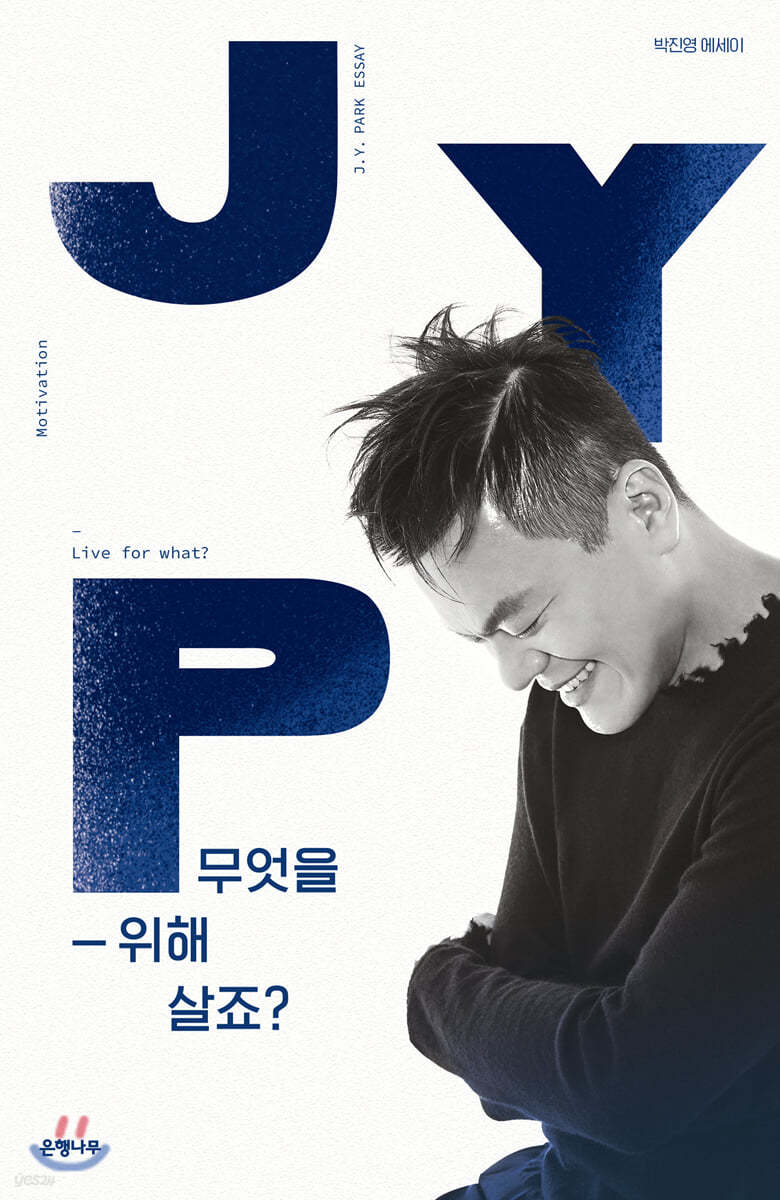 박진영 에세이
J
J.Y. PARK ESSAY
Y
Motivation
Live for what?
P
무엇을
– 위해
살죠?
은행나무
yes24